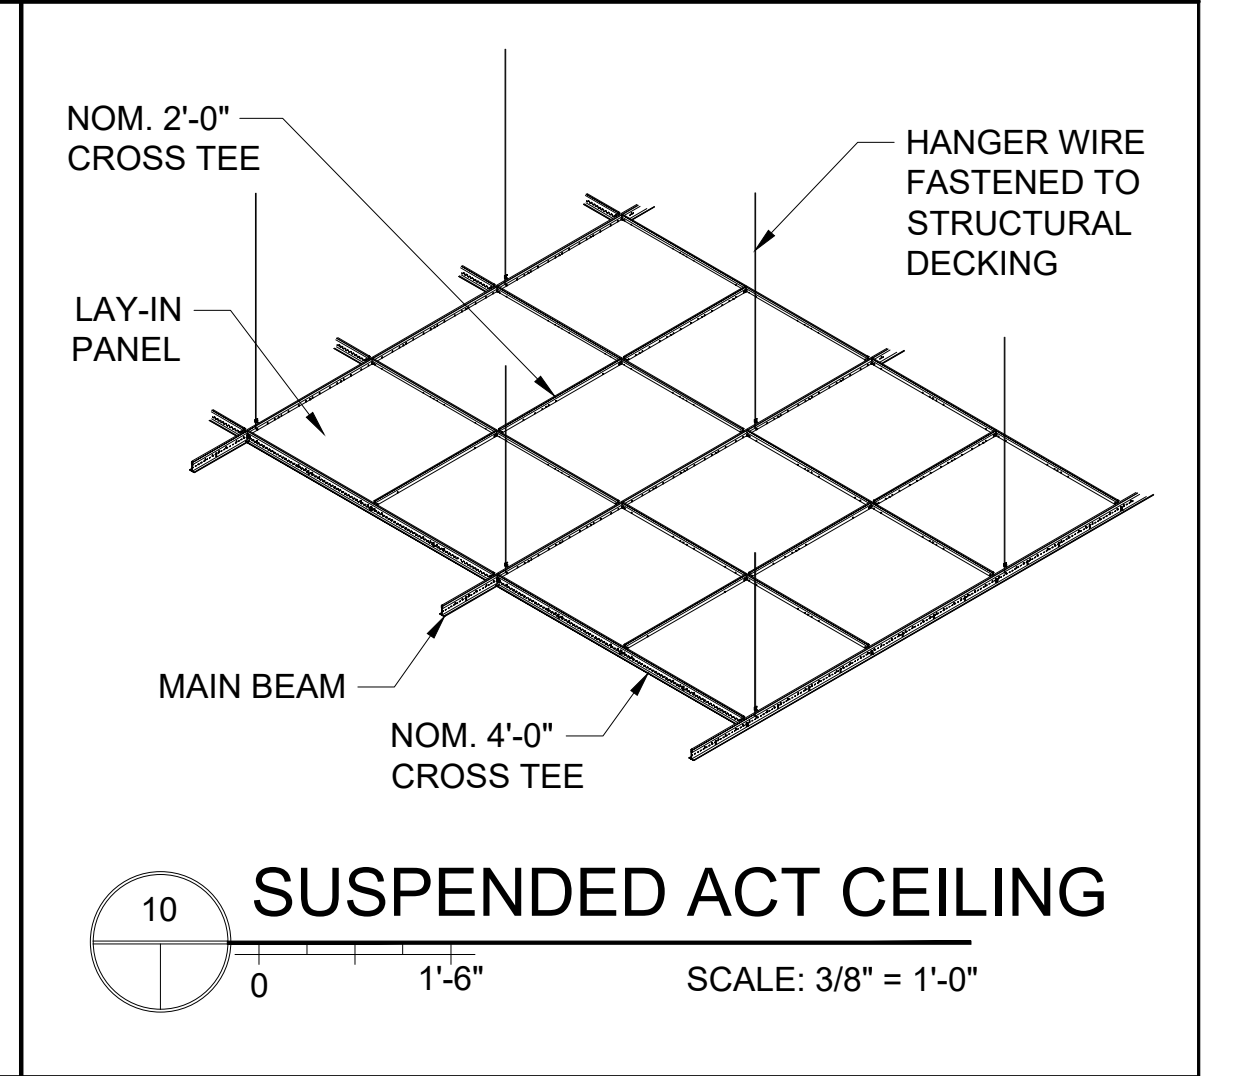 NOM. 2'-0"
CROSS TEE
HANGER WIRE
FASTENED TO
STRUCTURAL
DECKING
LAY-IN
PANEL
MAIN BEAM
NOM. 4'-0"
CROSS TEE
10
SUSPENDED ACT CEILING
0
1'-6"
SCALE: 3/8" = 1'-0"